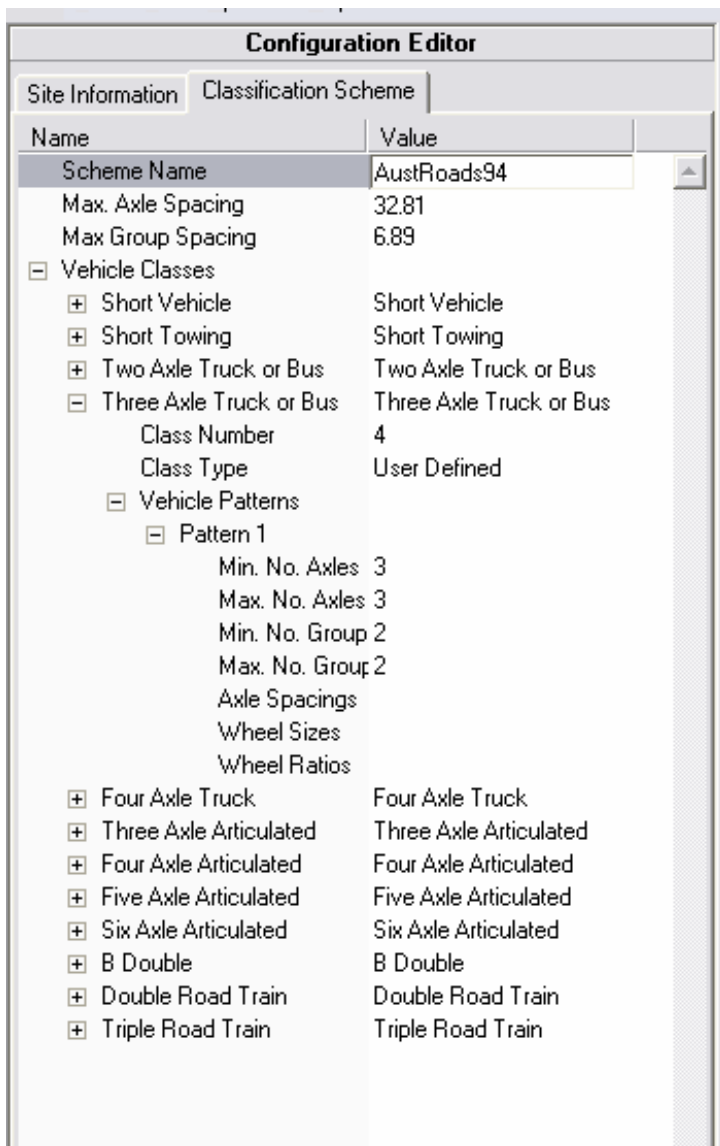 Configuration Editor
Site Information Classification Scheme
Name Value
Scheme Name AustRoads94
Max. Axle Spacing 32.81
Max Group Spacing 6.89
Vehicle Classes
Short Vehicle Short Vehicle
Short Towing Short Towing
Two Axle Truck or Bus Two Axle Truck or Bus
Three Axle Truck or Bus Three Axle Truck or Bus
Class Number 4
Class Type User Defined
Vehicle Patterns
Pattern 1
Min. No. Axles 3
Max. No. Axles 3
Min. No. Group 2
Max. No. Group 2
Axle Spacings
Wheel Sizes
Wheel Ratios
Four Axle Truck Four Axle Truck
Three Axle Articulated Three Axle Articulated
Four Axle Articulated Four Axle Articulated
Five Axle Articulated Five Axle Articulated
Six Axle Articulated Six Axle Articulated
B Double B Double
Double Road Train Double Road Train
Triple Road Train Triple Road Train